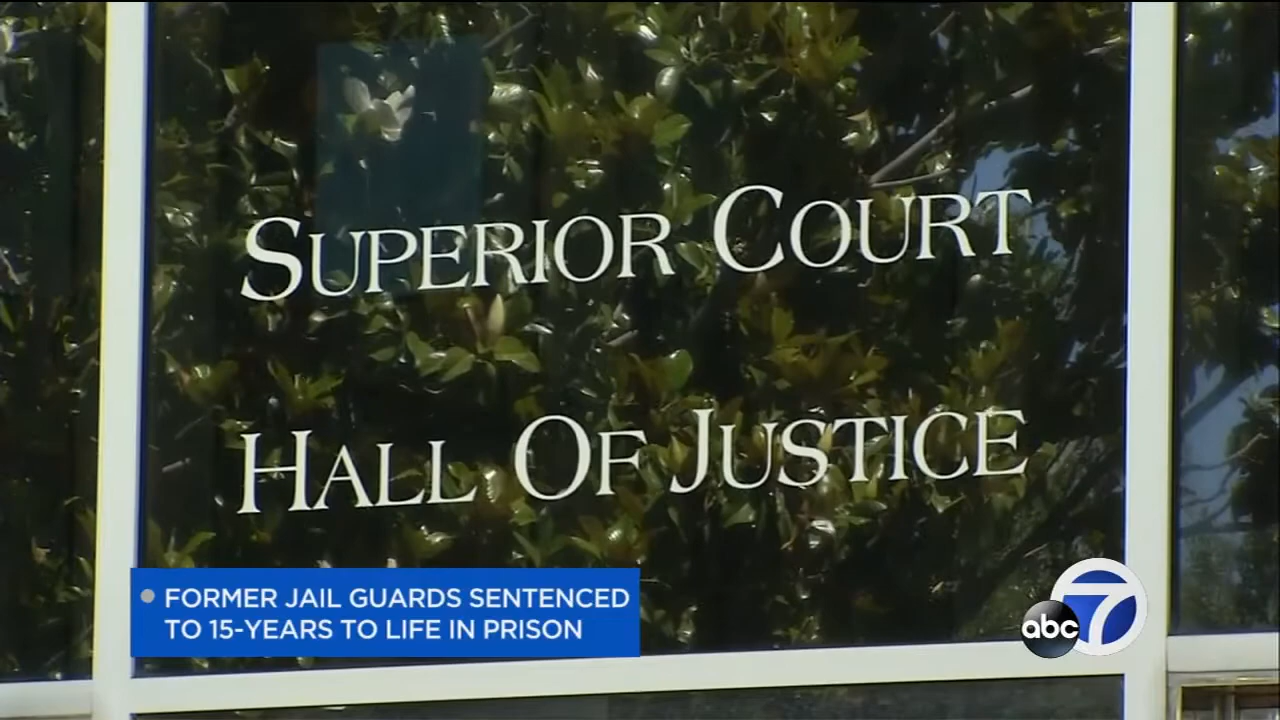 SUPERIOR COURT
HALL OF JUSTICE
FORMER JAIL GUARDS SENTENCED
TO 15-YEARS TO LIFE IN PRISON
abc 7